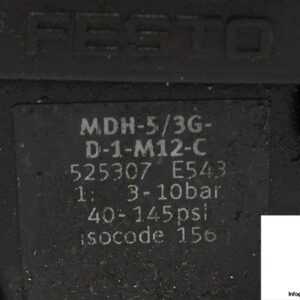 FESTO
MDH-5/3G-
D-1-M12-C
525307 E543
1: 3-10bar
40-145psi
isocode 156